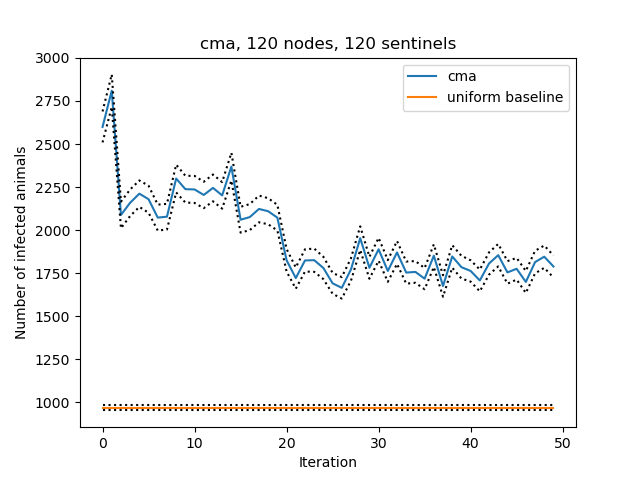 cma, 120 nodes, 120 sentinels
cma
uniform baseline
Number of infected animals
3000
2750
2500
2250
2000
1750
1500
1250
1000
0 10 20 30 40 50
Iteration